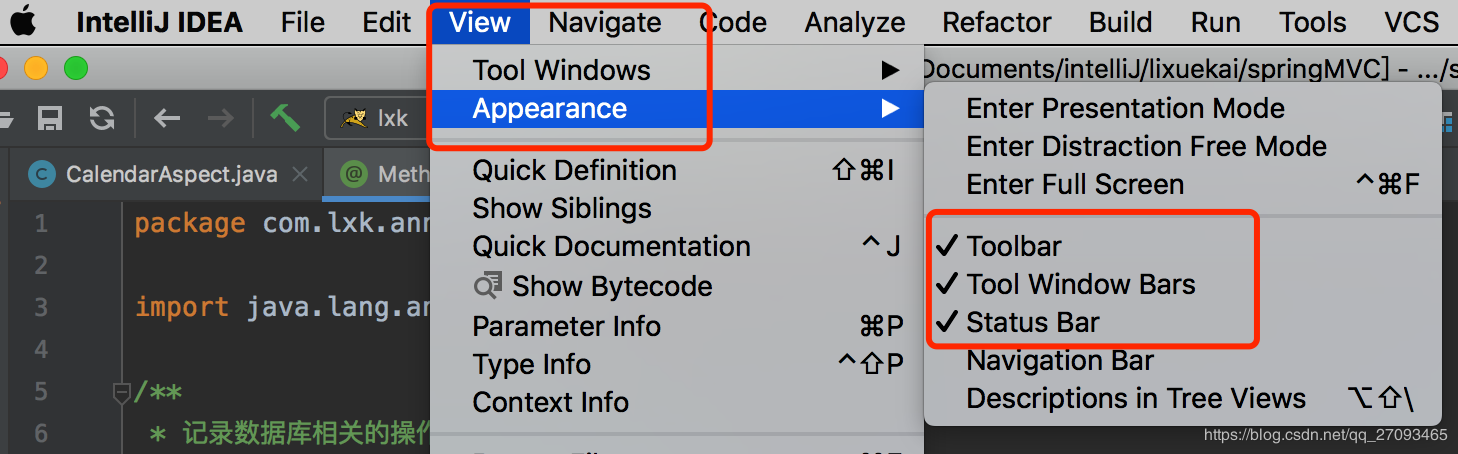 IntelliJ IDEA File Edit View Navigate Code Analyze Refactor Build Run Tools VCS
Documents/intelliJ/lixuekai/springMVC] - .../s
lxk
CalendarAspect.java
Meth
1 package com.lxk.ann
2
3 import java.lang.an
4
5 /**
6 * 记录数据库相关的操作
Tool Windows
Appearance
Quick Definition ⇧⌘I
Show Siblings
Quick Documentation ^J
Show Bytecode
Parameter Info ⌘P
Type Info ^⇧P
Context Info
Enter Presentation Mode
Enter Distraction Free Mode
Enter Full Screen ^⌘F
✓ Toolbar
✓ Tool Window Bars
✓ Status Bar
Navigation Bar
Descriptions in Tree Views ⌥⇧\
https://blog.csdn.net/qq_27093465